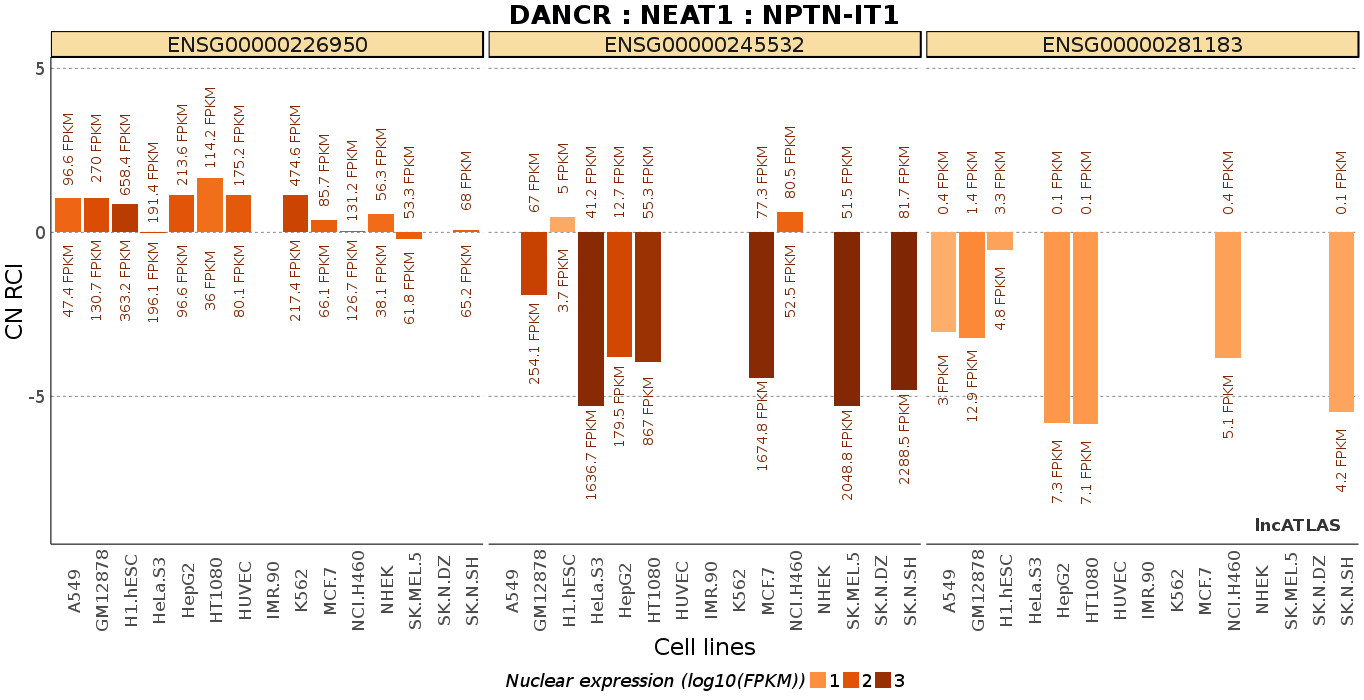 DANCR : NEAT1 : NPTN-IT1
ENSG00000226950
ENSG00000245532
ENSG00000281183
CN RCI
5
0
-5
96.6 FPKM
270 FPKM
658.4 FPKM
191.4 FPKM
213.6 FPKM
114.2 FPKM
175.2 FPKM
474.6 FPKM
85.7 FPKM
131.2 FPKM
56.3 FPKM
53.3 FPKM
68 FPKM
47.4 FPKM
130.7 FPKM
363.2 FPKM
196.1 FPKM
96.6 FPKM
36 FPKM
80.1 FPKM
217.4 FPKM
66.1 FPKM
126.7 FPKM
38.1 FPKM
61.8 FPKM
65.2 FPKM
67 FPKM
5 FPKM
41.2 FPKM
12.7 FPKM
55.3 FPKM
77.3 FPKM
80.5 FPKM
51.5 FPKM
81.7 FPKM
254.1 FPKM
3.7 FPKM
1636.7 FPKM
179.5 FPKM
867 FPKM
1674.8 FPKM
52.5 FPKM
2048.8 FPKM
2288.5 FPKM
0.4 FPKM
1.4 FPKM
3.3 FPKM
0.1 FPKM
0.1 FPKM
0.4 FPKM
0.1 FPKM
3 FPKM
12.9 FPKM
4.8 FPKM
7.3 FPKM
7.1 FPKM
5.1 FPKM
4.2 FPKM
lncATLAS
A549
GM12878
H1.hESC
HeLa.S3
HepG2
HT1080
HUVEC
IMR.90
K562
MCF.7
NCI.H460
NHEK
SK.MEL.5
SK.N.DZ
SK.N.SH
A549
GM12878
H1.hESC
HeLa.S3
HepG2
HT1080
HUVEC
IMR.90
K562
MCF.7
NCI.H460
NHEK
SK.MEL.5
SK.N.DZ
SK.N.SH
A549
GM12878
H1.hESC
HeLa.S3
HepG2
HT1080
HUVEC
IMR.90
K562
MCF.7
NCI.H460
NHEK
SK.MEL.5
SK.N.DZ
SK.N.SH
Cell lines
Nuclear expression (log10(FPKM)) 1 2 3